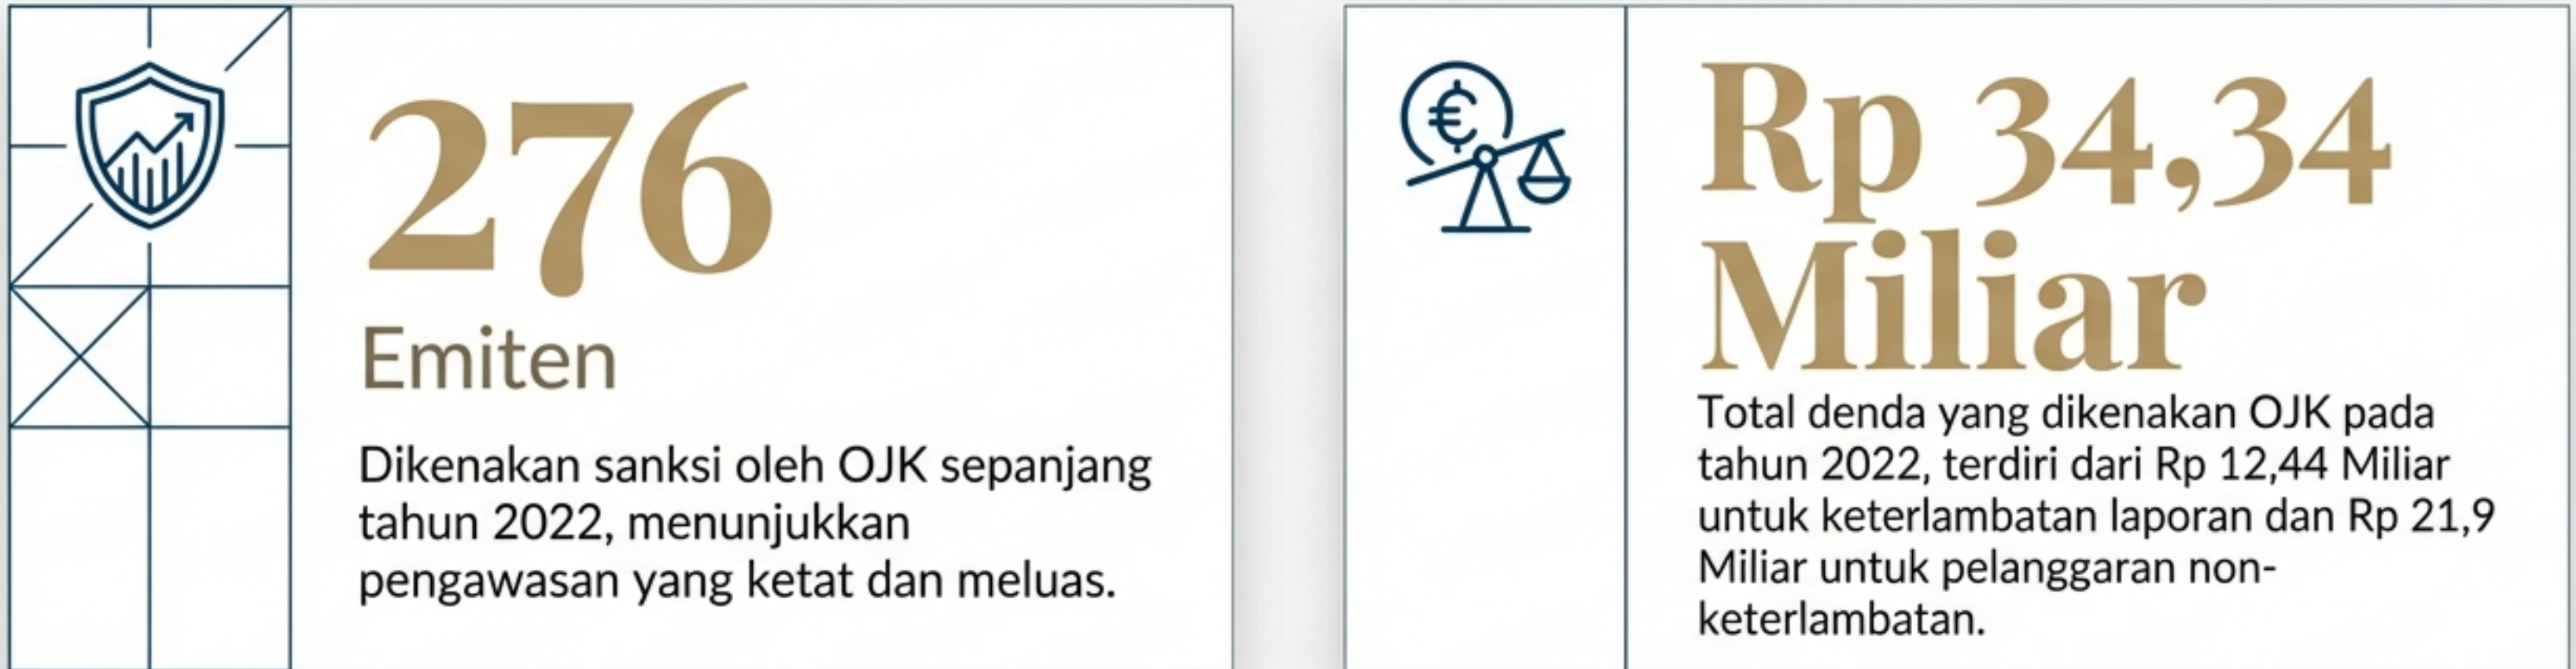 276
Emiten
Dikenakan sanksi oleh OJK sepanjang
tahun 2022, menunjukkan
pengawasan yang ketat dan meluas.
€
Rp 34,34
Miliar
Total denda yang dikenakan OJK pada
tahun 2022, terdiri dari Rp 12,44 Miliar
untuk keterlambatan laporan dan Rp 21,9
Miliar untuk pelanggaran non-
keterlambatan.